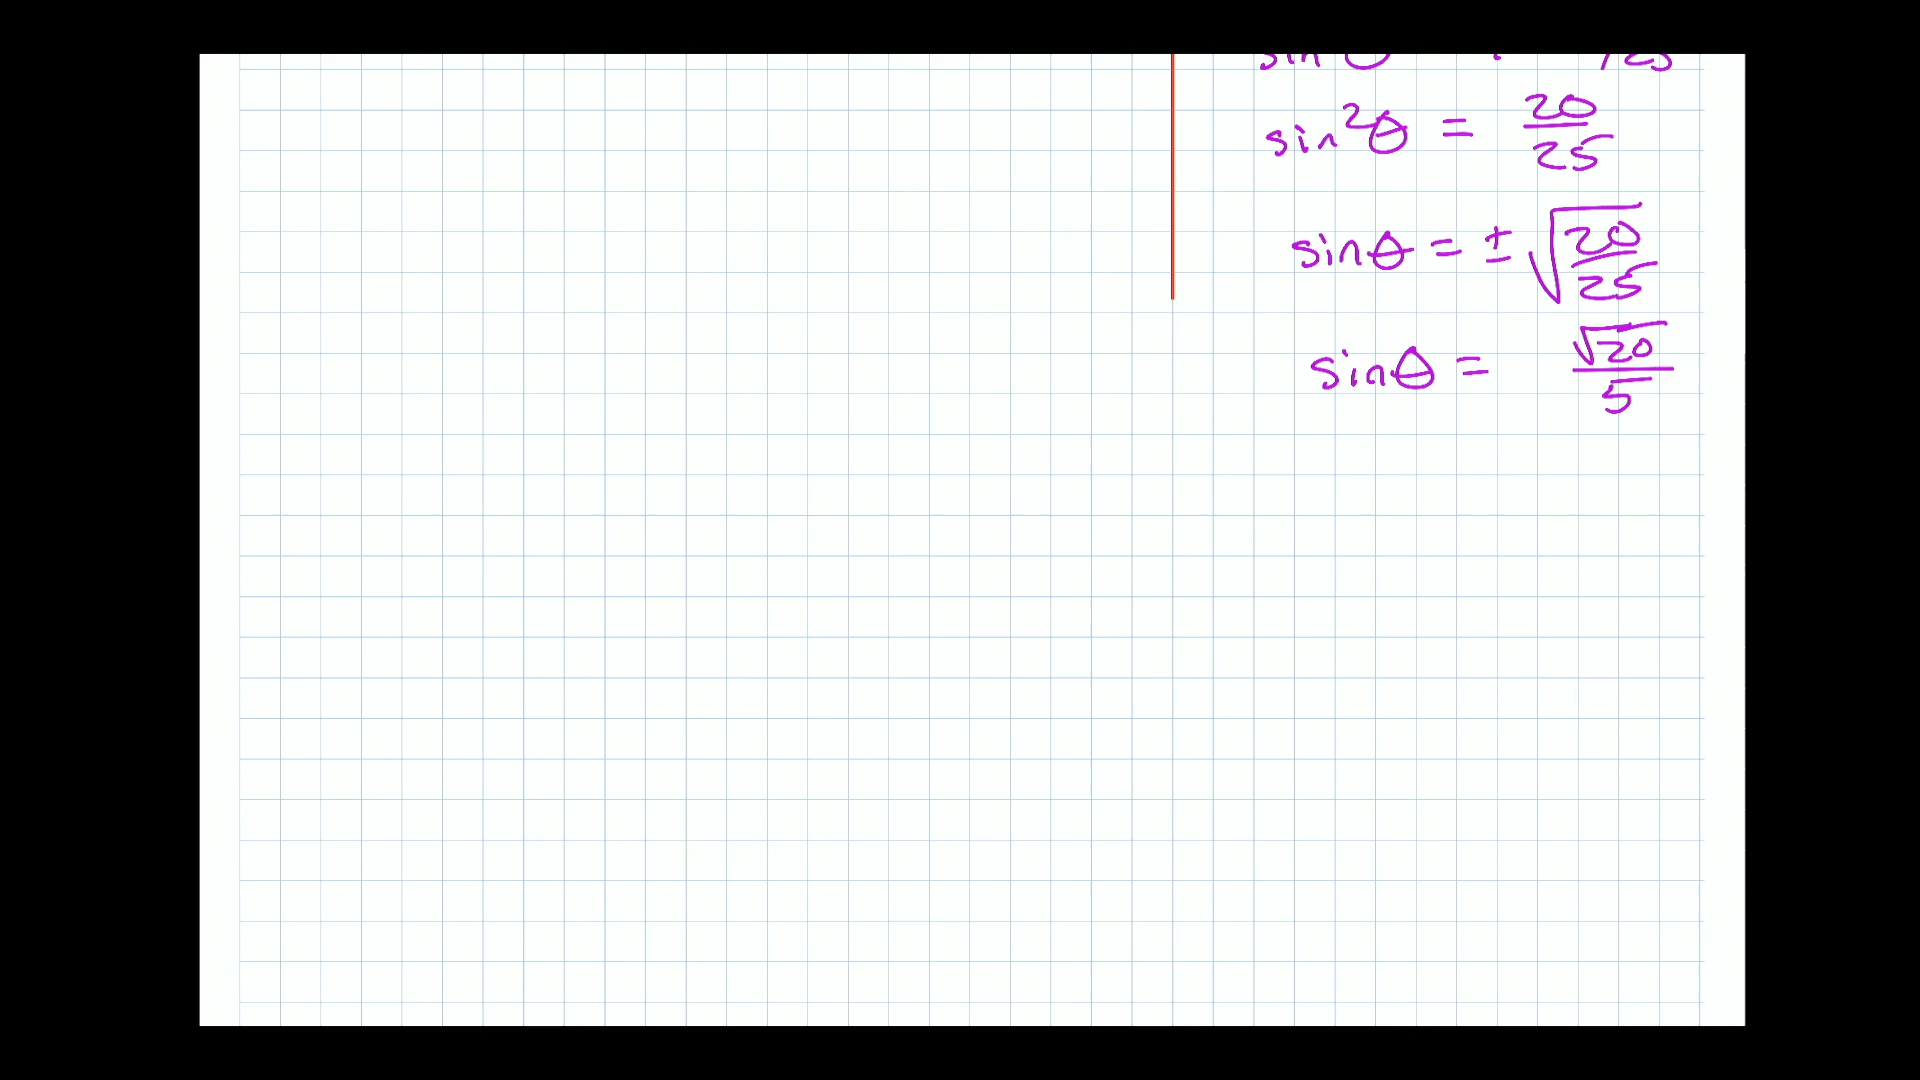 sin²θ = 20/25
sinθ = ± √(20/25)
sinθ = √20/5